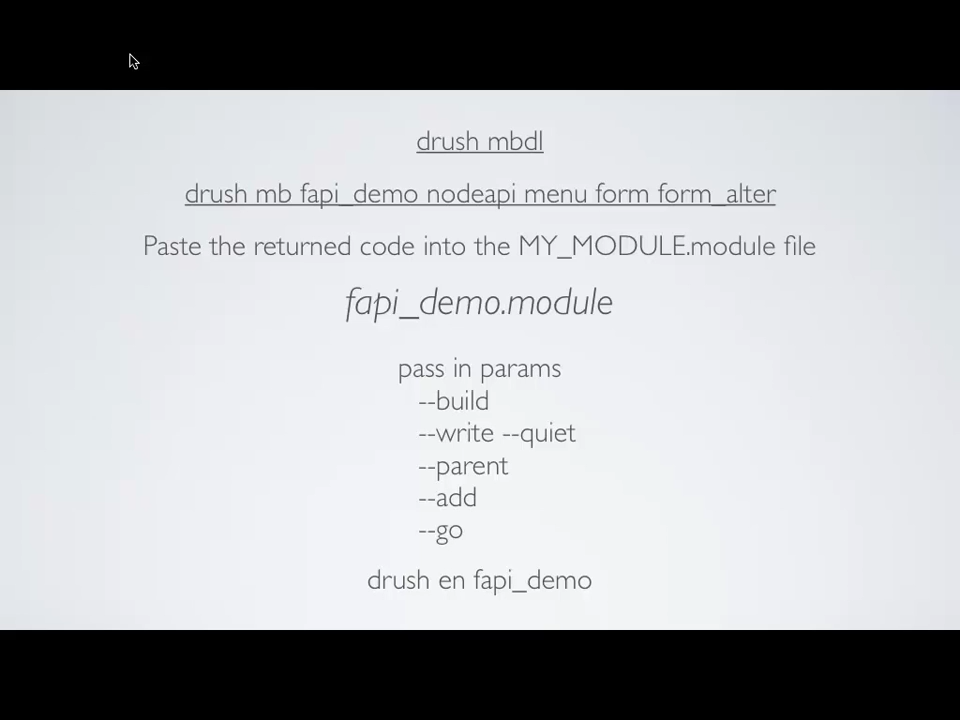 drush mbdl
drush mb fapi_demo nodeapi menu form form_alter
Paste the returned code into the MY_MODULE.module file
fapi_demo.module
pass in params
--build
--write --quiet
--parent
--add
--go
drush en fapi_demo